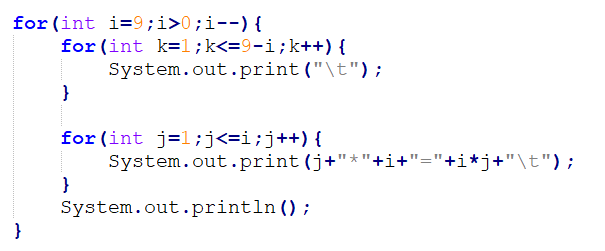 for(int i=9;i>0;i--){
    for(int k=1;k<=9-i;k++){
        System.out.print("\t");
    }

    for(int j=1;j<=i;j++){
        System.out.print(j+"*"+i+"="+i*j+"\t");
    }
    System.out.println();
}